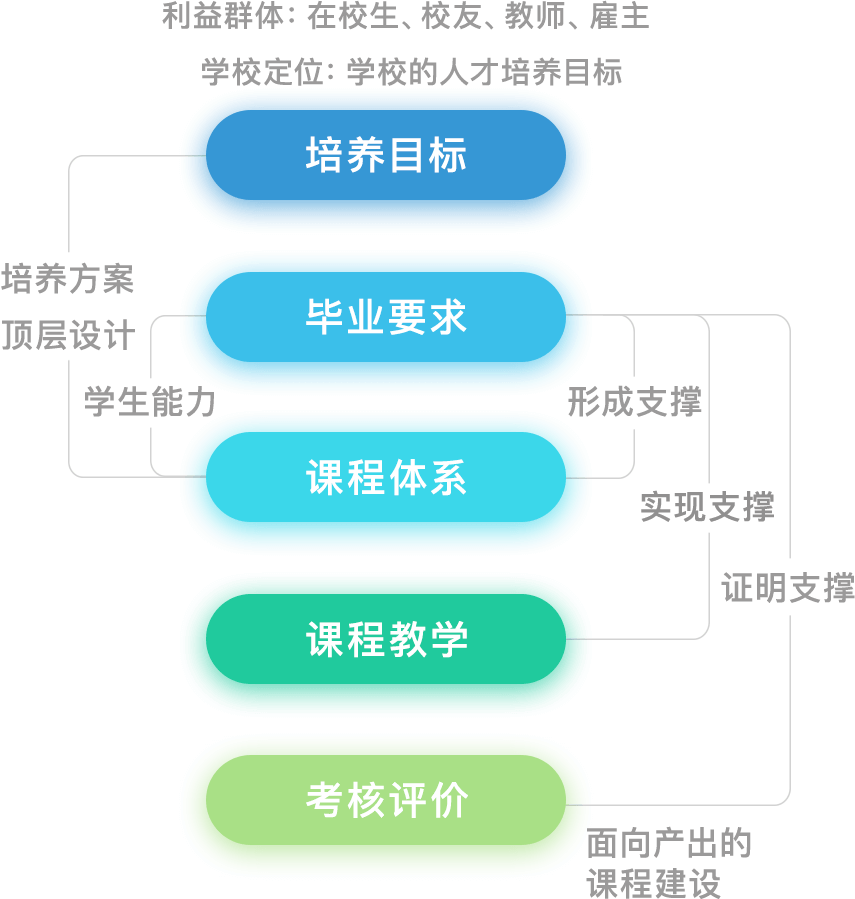 利益群体：在校生、校友、教师、雇主
学校定位：学校的人才培养目标
培养目标
培养方案
顶层设计
毕业要求
学生能力
形成支撑
课程体系
实现支撑
证明支撑
课程教学
考核评价
面向产出的
课程建设